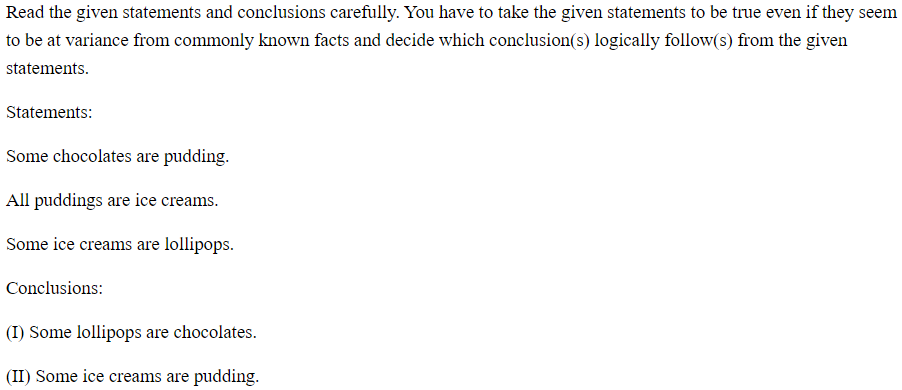 Read the given statements and conclusions carefully. You have to take the given statements to be true even if they seem
to be at variance from commonly known facts and decide which conclusion(s) logically follow(s) from the given
statements.
Statements:
Some chocolates are pudding.
All puddings are ice creams.
Some ice creams are lollipops.
Conclusions:
(I) Some lollipops are chocolates.
(II) Some ice creams are pudding.